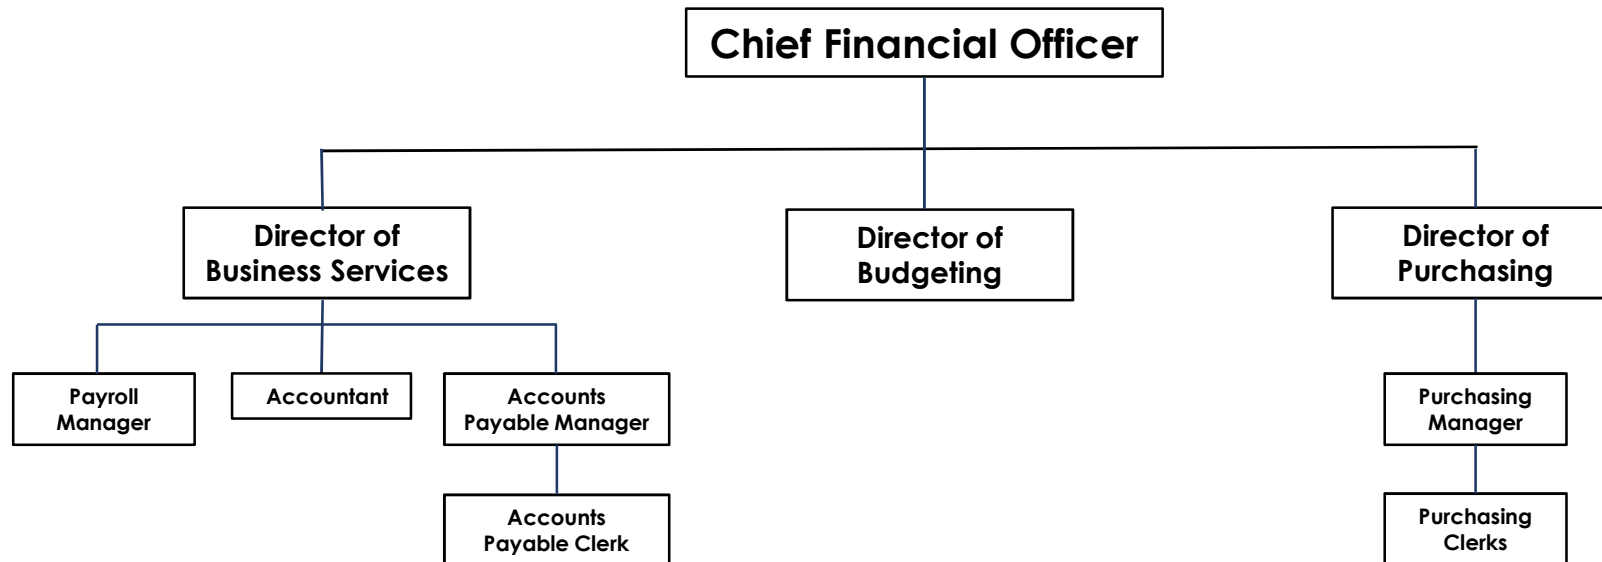 Chief Financial Officer
Director of
Business Services
Director of
Budgeting
Director of
Purchasing
Payroll
Manager
Accountant
Accounts
Payable Manager
Purchasing
Manager
Accounts
Payable Clerk
Purchasing
Clerks